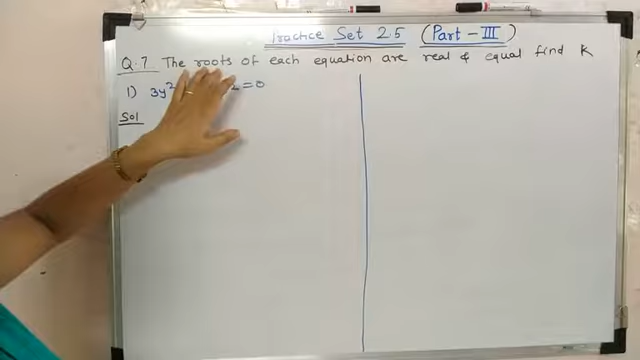 Practice Set 2.5 (Part - III)
Q.7 The roots of each equation are real & equal find K
1) 3y² =0
Sol